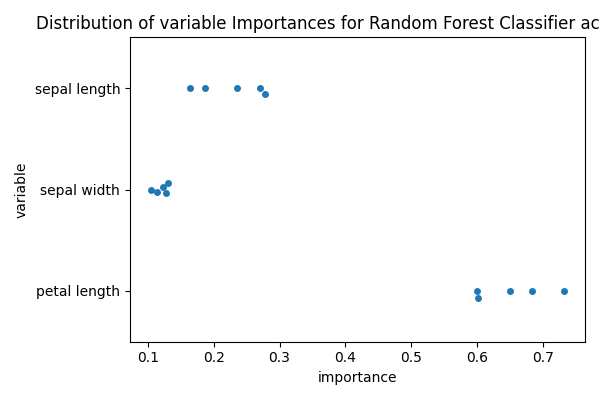 Distribution of variable Importances for Random Forest Classifier ac
sepal length
sepal width
petal length
variable
0.1 0.2 0.3 0.4 0.5 0.6 0.7
importance